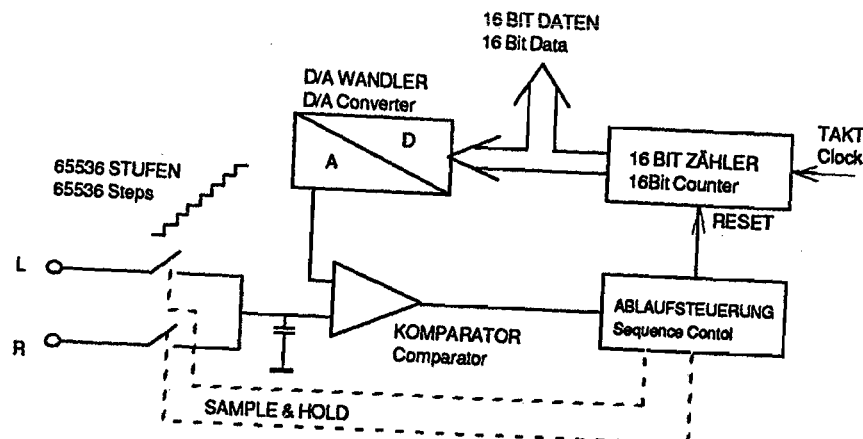 16 BIT DATEN
16 Bit Data
D/A WANDLER
D/A Converter
D
A
65536 STUFEN
65536 Steps
16 BIT ZÄHLER
16Bit Counter
TAKT
Clock
RESET
L
R
KOMPARATOR
Comparator
ABLAUFSTEUERUNG
Sequence Contol
SAMPLE & HOLD